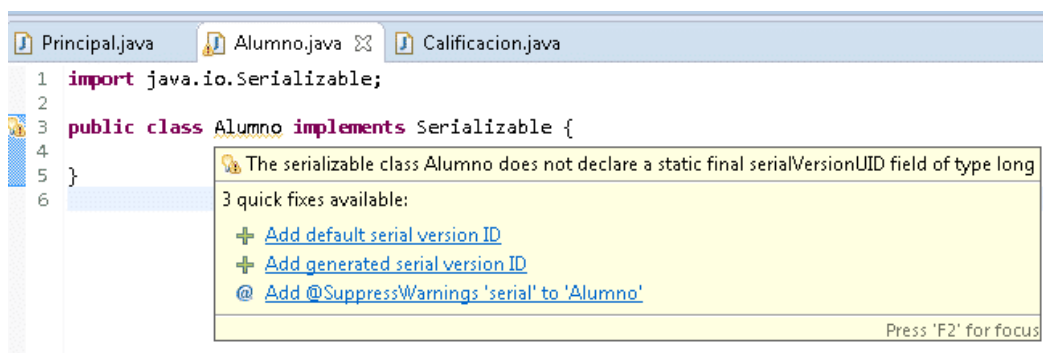 Principal.java Alumno.java Calificacion.java
1 import java.io.Serializable;
2
3 public class Alumno implements Serializable {
4
5 }
6
The serializable class Alumno does not declare a static final serialVersionUID field of type long
3 quick fixes available:
Add default serial version ID
Add generated serial version ID
@ Add @SuppressWarnings 'serial' to 'Alumno'
Press 'F2' for focus